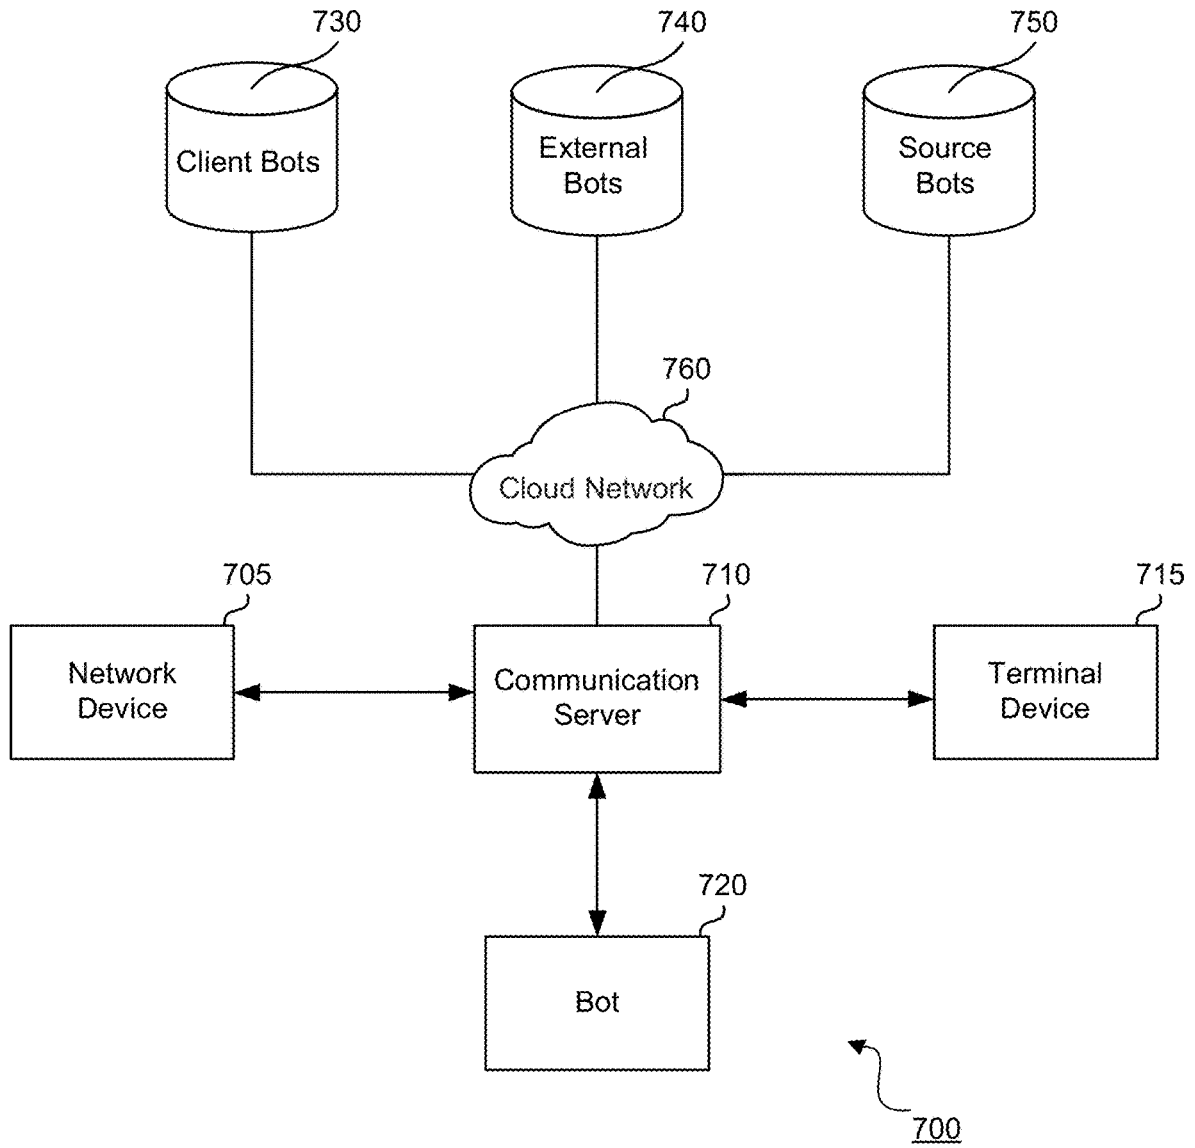 730
740
750
Client Bots
External
Bots
Source
Bots
760
Cloud Network
705
710
715
Network
Device
Communication
Server
Terminal
Device
720
Bot
700